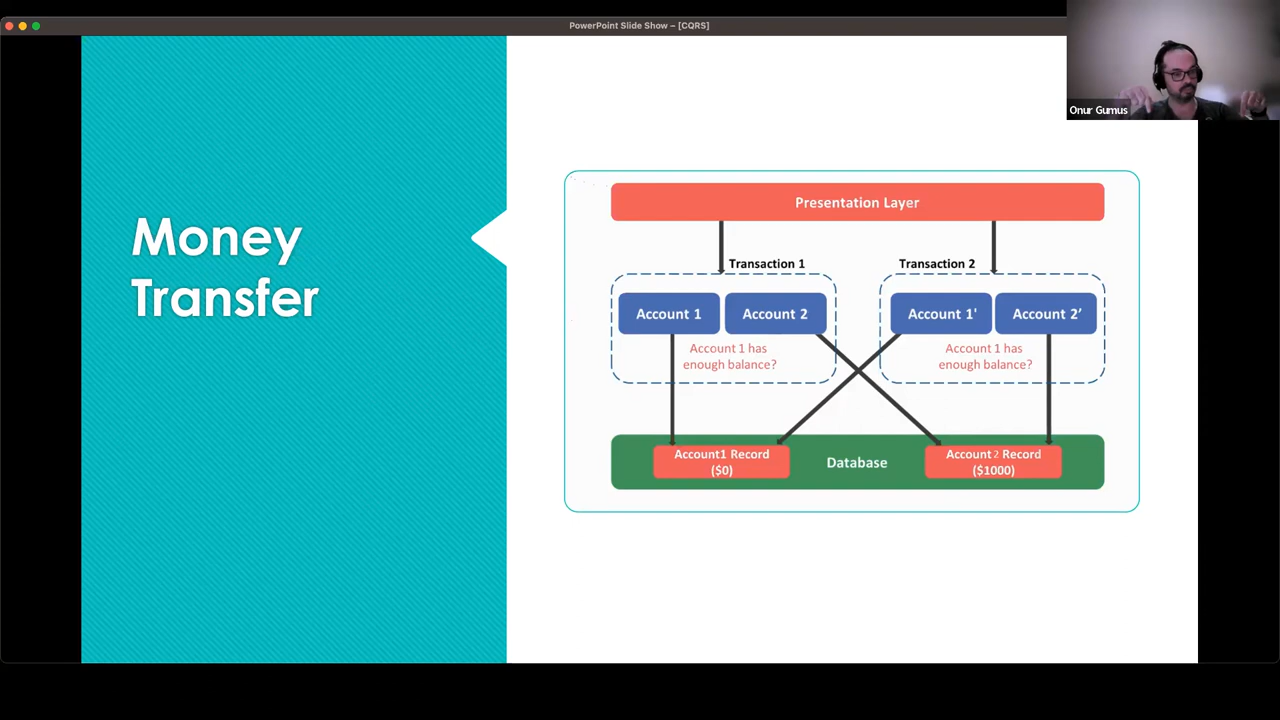 PowerPoint Slide Show – [CQRS]
Onur Gumus
Money
Transfer
Presentation Layer
Transaction 1
Transaction 2
Account 1
Account 2
Account 1'
Account 2’
Account 1 has
enough balance?
Account 1 has
enough balance?
Account1 Record
($0)
Database
Account2 Record
($1000)